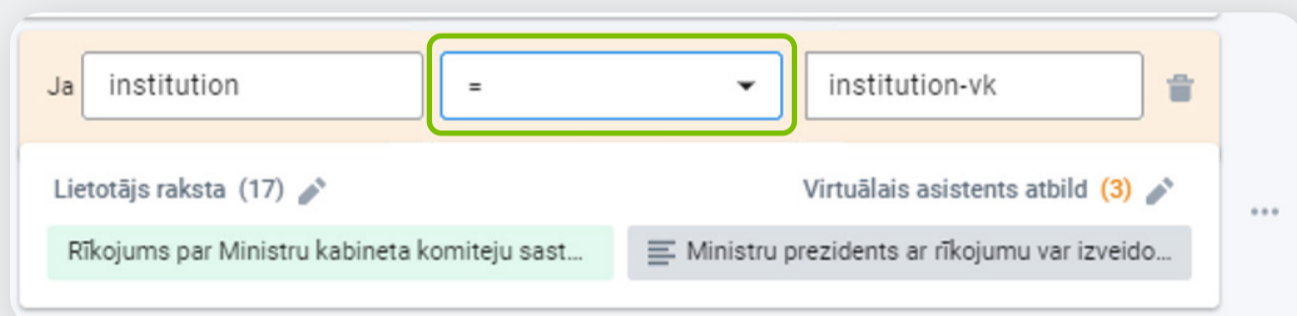 Ja institution = institution-vk
Lietotājs raksta (17) Virtuālais asistents atbild (3)
Rīkojums par Ministru kabineta komiteju sast... Ministru prezidents ar rīkojumu var izveido...